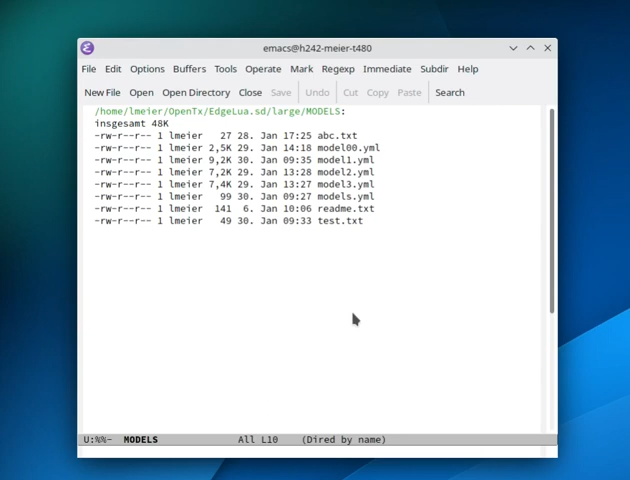 emacs@h242-meier-t480
File Edit Options Buffers Tools Operate Mark Regexp Immediate Subdir Help
New File Open Open Directory Close Save Undo Cut Copy Paste Search
/home/lmeier/OpenTx/EdgeLua.sd/large/MODELS:
insgesamt 48K
-rw-r--r-- 1 lmeier   27 28. Jan 17:25 abc.txt
-rw-r--r-- 1 lmeier 2,5K 29. Jan 14:18 model00.yml
-rw-r--r-- 1 lmeier 9,2K 30. Jan 09:35 model1.yml
-rw-r--r-- 1 lmeier 7,2K 29. Jan 13:28 model2.yml
-rw-r--r-- 1 lmeier 7,4K 29. Jan 13:27 model3.yml
-rw-r--r-- 1 lmeier   99 30. Jan 09:27 models.yml
-rw-r--r-- 1 lmeier  141  6. Jan 10:06 readme.txt
-rw-r--r-- 1 lmeier   49 30. Jan 09:33 test.txt
U:%%-  MODELS          All L10    (Dired by name)